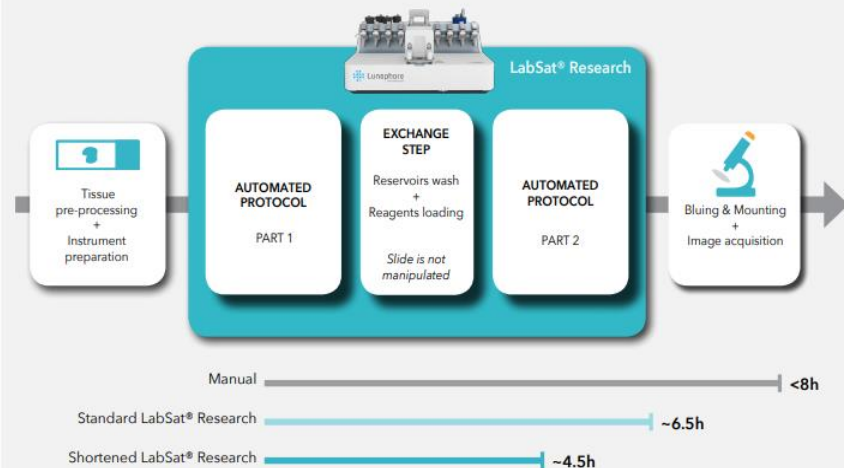 Lunaphore
LabSat® Research
Tissue
pre-processing
+
Instrument
preparation
AUTOMATED
PROTOCOL
PART 1
EXCHANGE
STEP
Reservoirs wash
+
Reagents loading
Slide is not
manipulated
AUTOMATED
PROTOCOL
PART 2
Bluing & Mounting
+
Image acquisition
Manual
<8h
Standard LabSat® Research
~6.5h
Shortened LabSat® Research
~4.5h